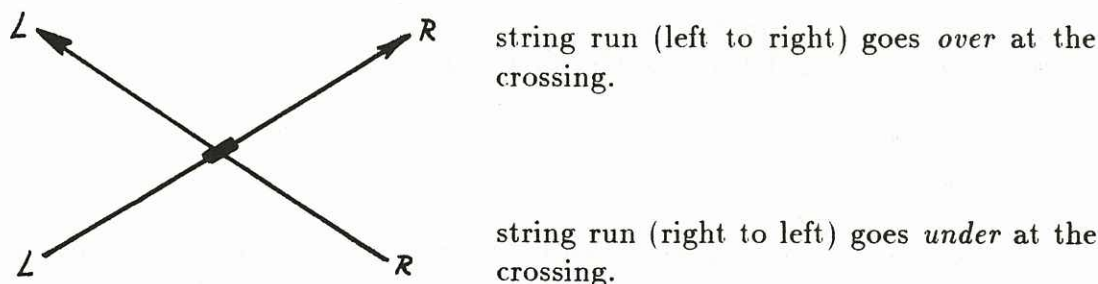 L
R
string run (left to right) goes over at the
crossing.
string run (right to left) goes under at the
crossing.
L
R